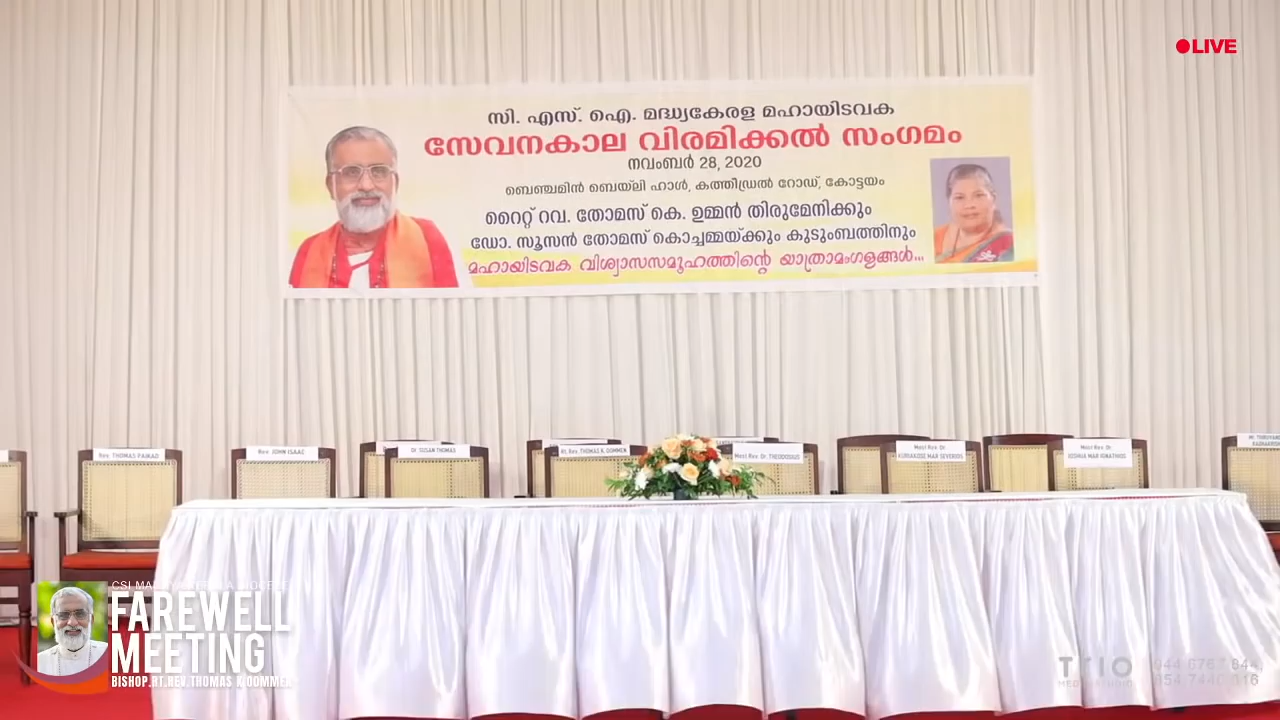 LIVE
സി. എസ്. ഐ. മദ്ധ്യകേരള മഹായിടവക
സേവനകാല വിരമിക്കൽ സംഗമം
നവംബർ 28, 2020
ബെഞ്ചമിൻ ബെയ്‌ലി ഹാൾ, കത്തീഡ്രൽ റോഡ്, കോട്ടയം
റൈറ്റ് റവ. തോമസ് കെ. ഉമ്മൻ തിരുമേനിക്കും
ഡോ. സൂസൻ തോമസ് കൊച്ചമ്മയ്ക്കും കുടുംബത്തിനും
മഹായിടവക വിശ്വാസസമൂഹത്തിന്റെ യാത്രാമംഗളങ്ങൾ...
Rev. THOMAS PAIKAD
Rev. JOHN ISAAC
Dr. SUSAN THOMAS
Rt. Rev. THOMAS K. OOMMEN
Most Rev. Dr.
Most Rev. Dr
KURIAKOSE MAR SEVERIOS
Most Rev. Dr
JOSHUA MAR IGNATHIOS
FAREWELL
MEETING
BISHOP.RT.REV.THOMAS K OOMMEN
TRIO